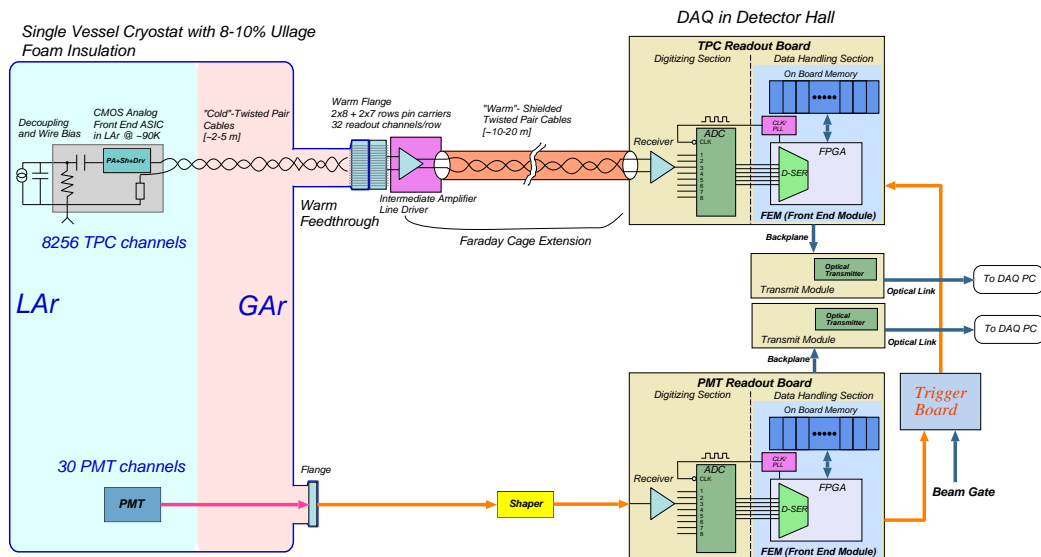 Single Vessel Cryostat with 8-10% Ullage
Foam Insulation
DAQ in Detector Hall
Decoupling
and Wire Bias
CMOS Analog
Front End ASIC
in LAr @ ~90K
PA+Sh+Drv
"Cold"-Twisted Pair
Cables
[~2-5 m]
Warm Flange
2x8 + 2x7 rows pin carriers
32 readout channels/row
"Warm"- Shielded
Twisted Pair Cables
[~10-20 m]
Intermediate Amplifier
Line Driver
Warm
Feedthrough
Faraday Cage Extension
8256 TPC channels
LAr
GAr
TPC Readout Board
Digitizing Section
Data Handling Section
On Board Memory
Receiver
ADC
CLK
1
2
3
4
5
6
7
8
CLK/
PLL
FPGA
D-SER
FEM (Front End Module)
Backplane
Optical
Transmitter
Transmit Module
Optical Link
To DAQ PC
Optical
Transmitter
Transmit Module
Optical Link
To DAQ PC
Backplane
PMT Readout Board
Digitizing Section
Data Handling Section
On Board Memory
Receiver
ADC
CLK
1
2
3
4
5
6
7
8
CLK/
PLL
FPGA
D-SER
FEM (Front End Module)
Trigger
Board
Beam Gate
30 PMT channels
PMT
Flange
Shaper